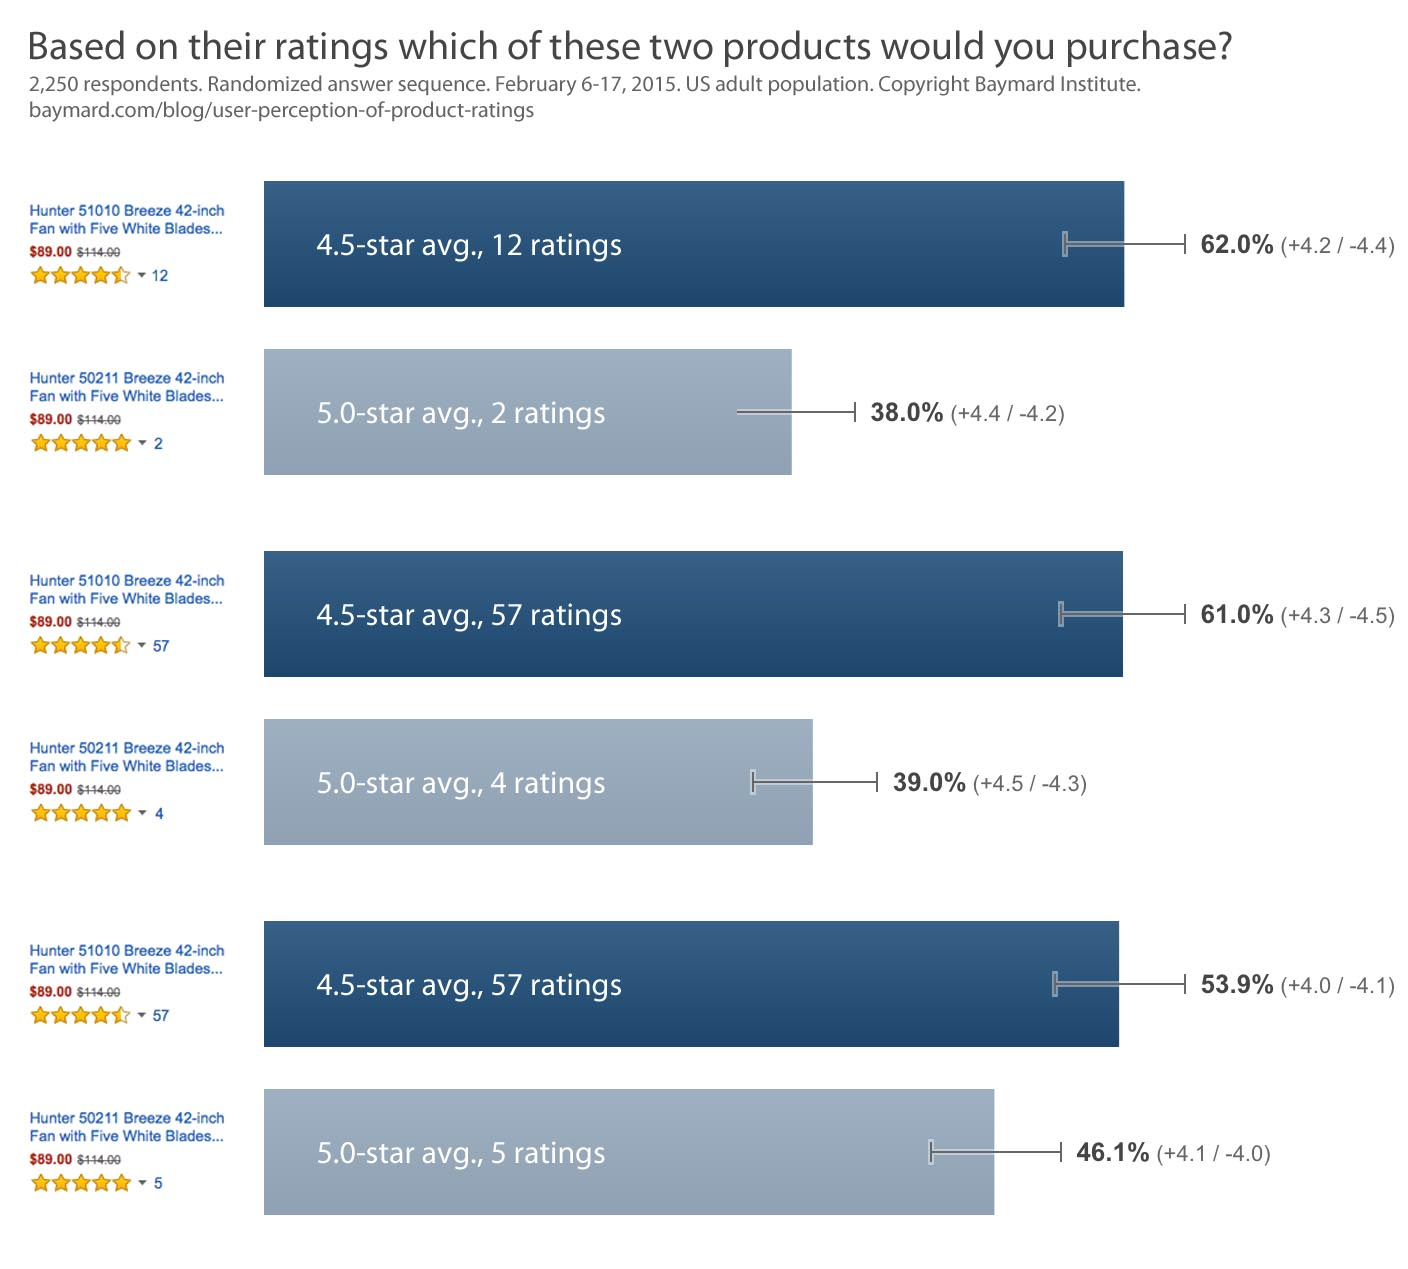 Based on their ratings which of these two products would you purchase?
2,250 respondents. Randomized answer sequence. February 6-17, 2015. US adult population. Copyright Baymard Institute.
baymard.com/blog/user-perception-of-product-ratings
Hunter 51010 Breeze 42-inch
Fan with Five White Blades...
$89.00 $114.00
12
4.5-star avg., 12 ratings
62.0% (+4.2 / -4.4)
Hunter 50211 Breeze 42-inch
Fan with Five White Blades...
$89.00 $114.00
2
5.0-star avg., 2 ratings
38.0% (+4.4 / -4.2)
Hunter 51010 Breeze 42-inch
Fan with Five White Blades...
$89.00 $114.00
57
4.5-star avg., 57 ratings
61.0% (+4.3 / -4.5)
Hunter 50211 Breeze 42-inch
Fan with Five White Blades...
$89.00 $114.00
4
5.0-star avg., 4 ratings
39.0% (+4.5 / -4.3)
Hunter 51010 Breeze 42-inch
Fan with Five White Blades...
$89.00 $114.00
57
4.5-star avg., 57 ratings
53.9% (+4.0 / -4.1)
Hunter 50211 Breeze 42-inch
Fan with Five White Blades...
$89.00 $114.00
5
5.0-star avg., 5 ratings
46.1% (+4.1 / -4.0)